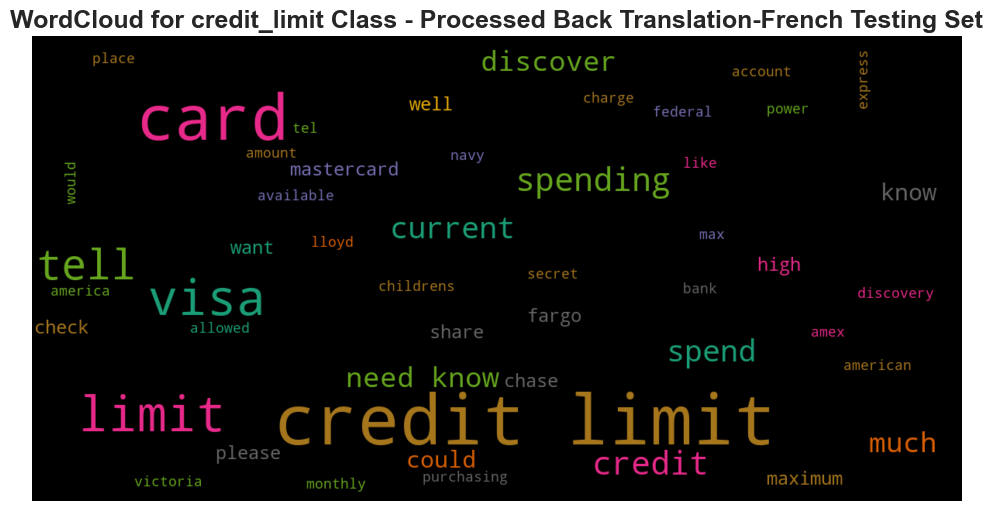 WordCloud for credit_limit Class - Processed Back Translation-French Testing Set
place
discover
account
express
card
well
charge
federal
power
tel
amount
mastercard
navy
like
would
available
spending
know
current
want
lloyd
max
tell
high
secret
america
visa
childrens
bank
discovery
check
allowed
share
fargo
amex
spend
american
need know
chase
limit
credit limit
much
please
could
credit
victoria
monthly
purchasing
maximum